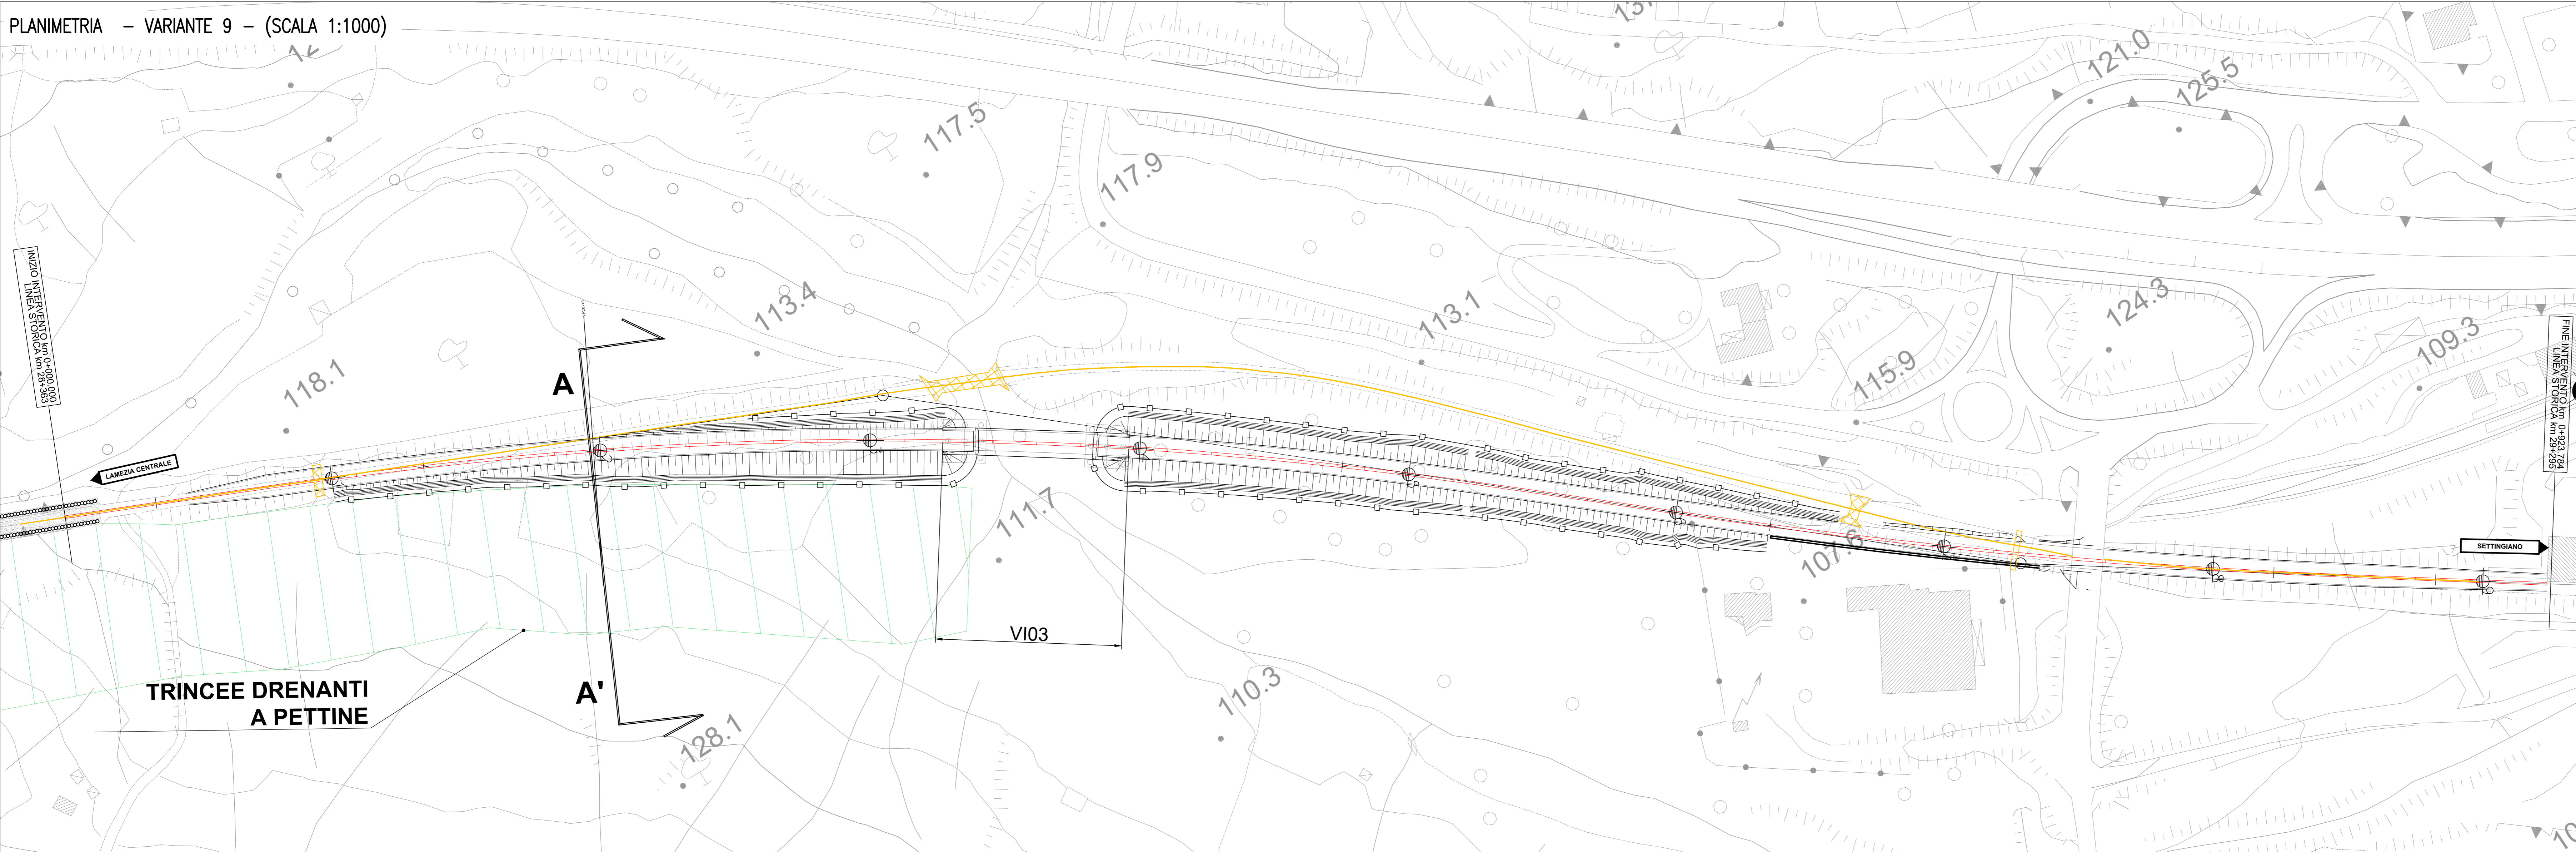 PLANIMETRIA – VARIANTE 9 – (SCALA 1:1000)
121.0
125.5
117.5
117.9
INIZIO INTERVENTO km 0+000.000
LINEA STORICA km 28+363
113.4
113.1
124.3
109.3
FINE INTERVENTO km 0+923.784
LINEA STORICA km 29+295
118.1
115.9
A
LAMEZIA CENTRALE
111.7
107.6
SETTINGIANO
VI03
TRINCEE DRENANTI
A PETTINE
A'
110.3
128.1